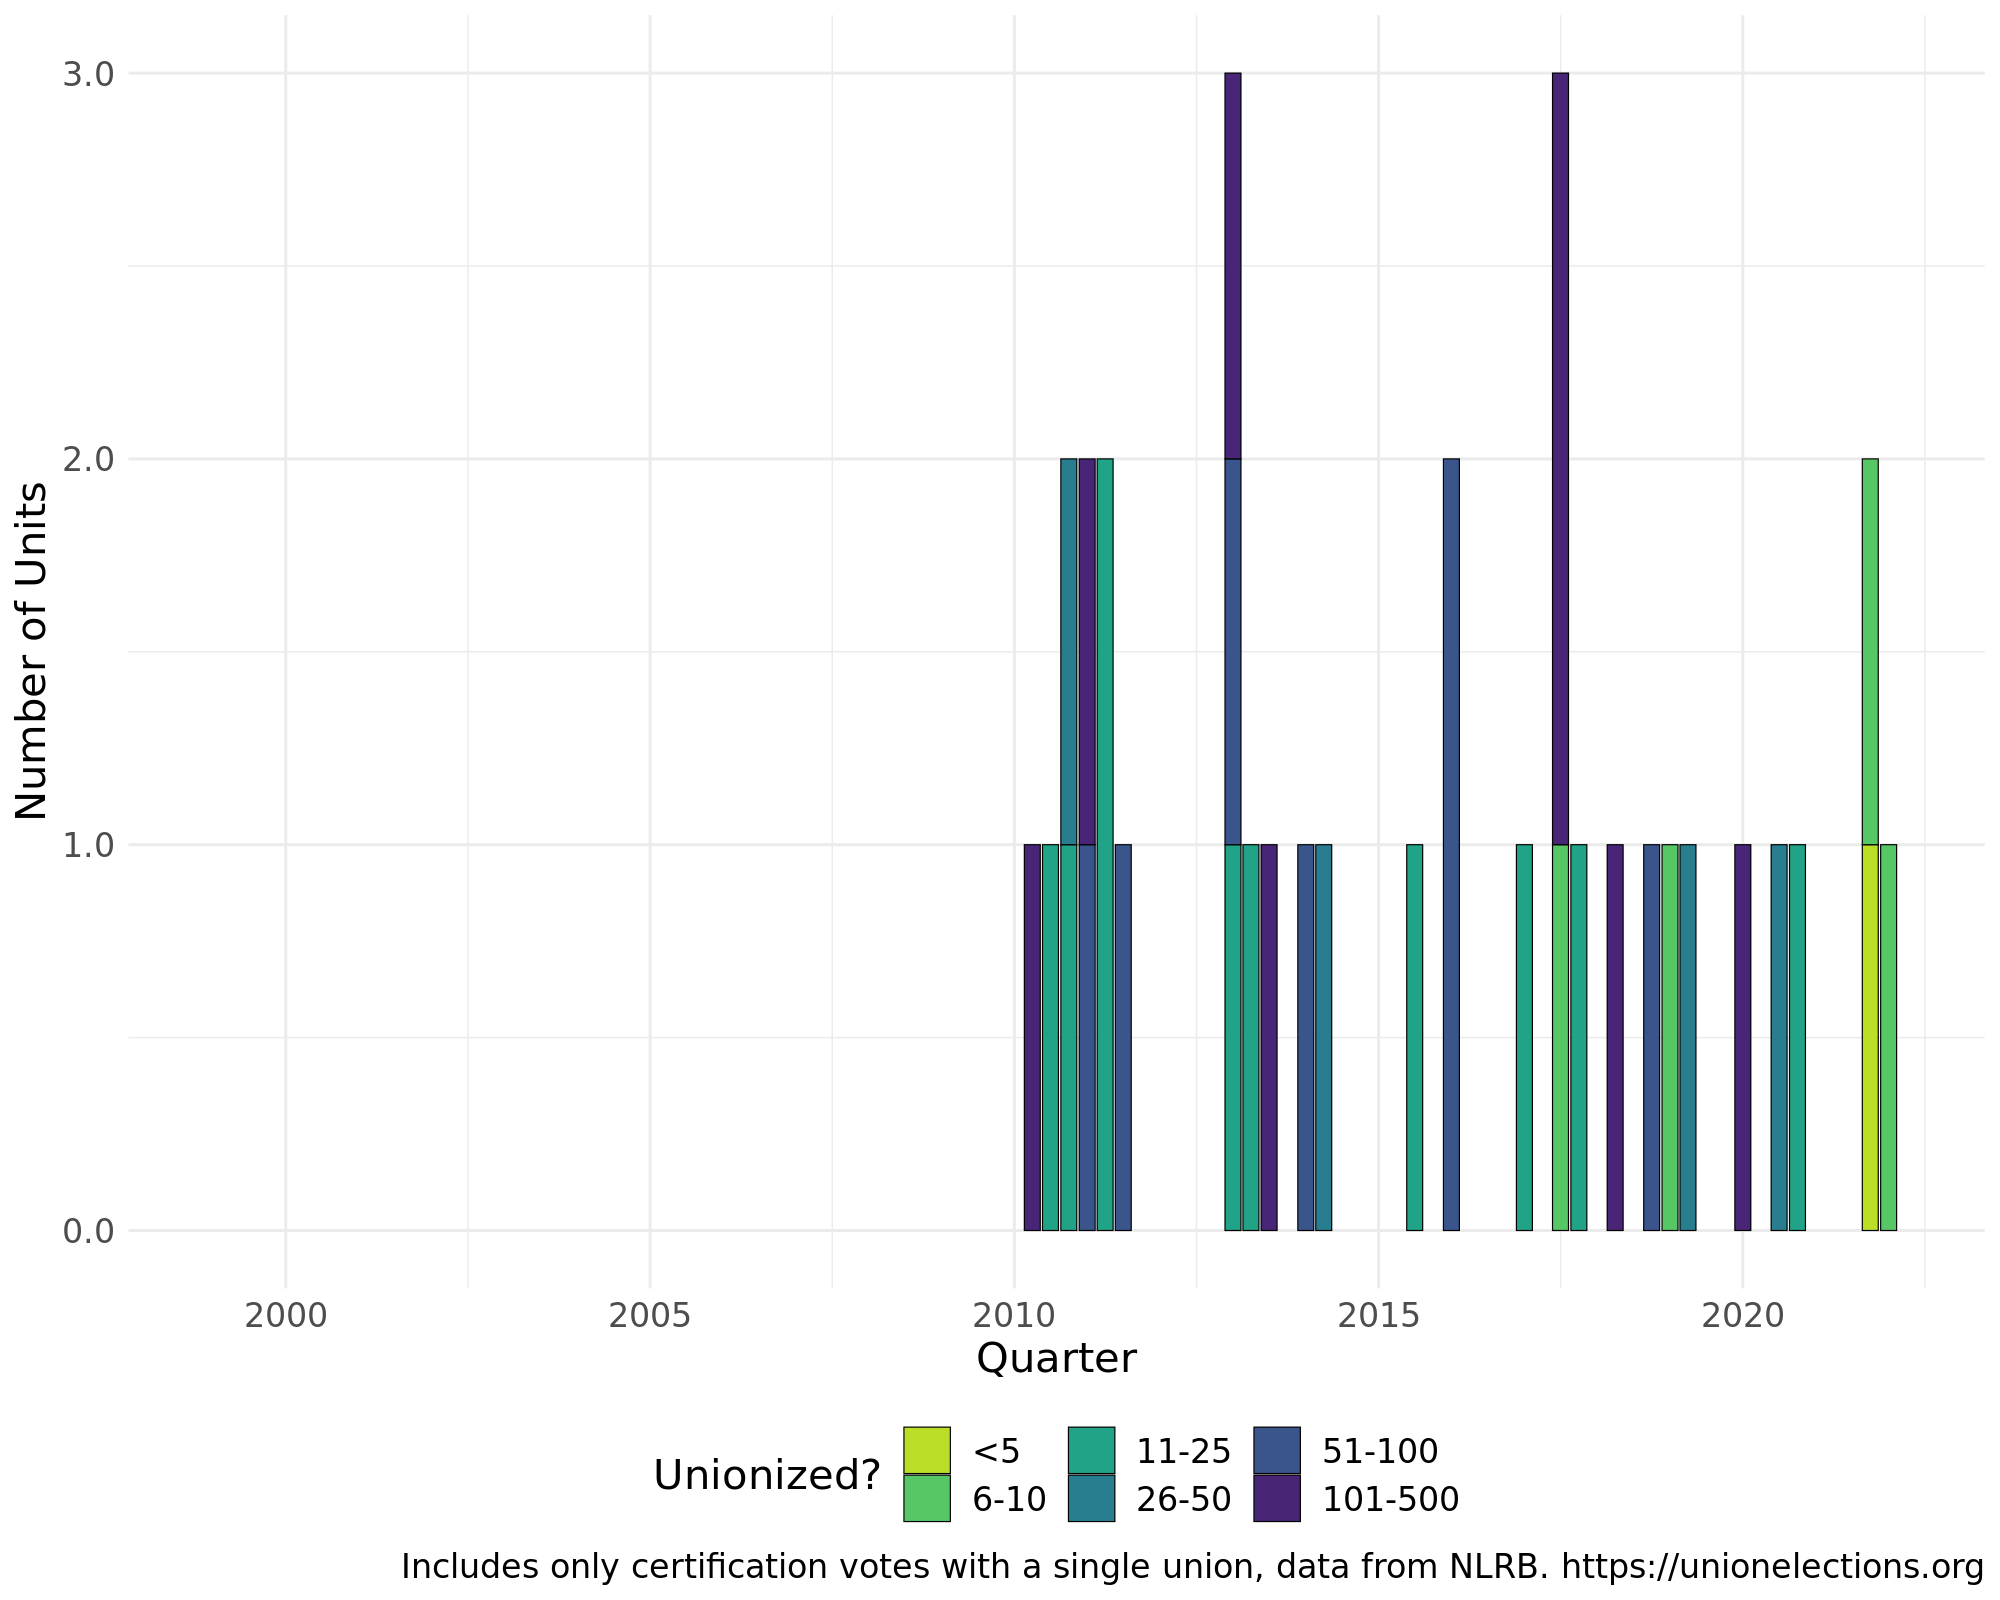 3.0
2.0
1.0
0.0
Number of Units
2000 2005 2010 2015 2020
Quarter
Unionized?
<5 11-25 51-100
6-10 26-50 101-500
Includes only certification votes with a single union, data from NLRB. https://unionelections.org